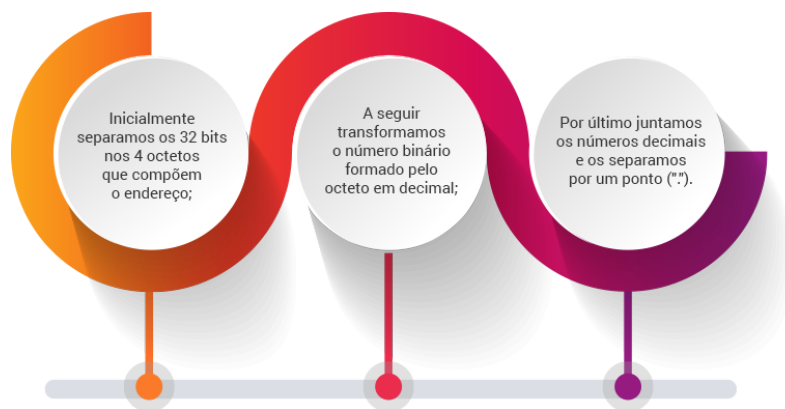 Inicialmente
separamos os 32 bits
nos 4 octetos
que compõem
o endereço;
A seguir
transformamos
o número binário
formado pelo
octeto em decimal;
Por último juntamos
os números decimais
e os separamos
por um ponto (".").